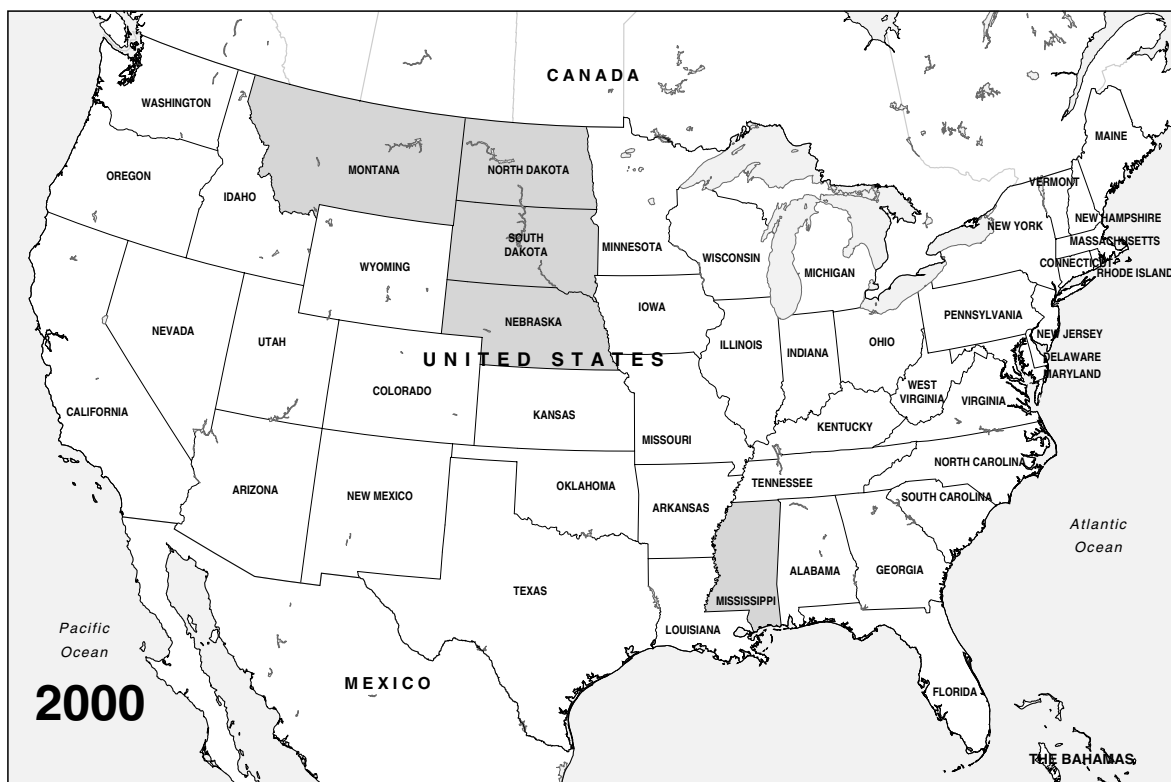 CANADA
WASHINGTON
MAINE
MONTANA
NORTH DAKOTA
OREGON
VERMONT
IDAHO
NEW HAMPSHIRE
NEW YORK
SOUTH
DAKOTA
MINNESOTA
MASSACHUSETTS
WISCONSIN
CONNECTICUT
WYOMING
MICHIGAN
RHODE ISLAND
IOWA
PENNSYLVANIA
NEBRASKA
NEVADA
NEW JERSEY
UTAH
ILLINOIS
INDIANA
OHIO
UNITED STATES
DELAWARE
MARYLAND
COLORADO
WEST
VIRGINIA
VIRGINIA
CALIFORNIA
KANSAS
KENTUCKY
MISSOURI
NORTH CAROLINA
TENNESSEE
OKLAHOMA
ARIZONA
NEW MEXICO
SOUTH CAROLINA
ARKANSAS
Atlantic
Ocean
ALABAMA
GEORGIA
TEXAS
MISSISSIPPI
Pacific
Ocean
LOUISIANA
MEXICO
FLORIDA
2000
THE BAHAMAS